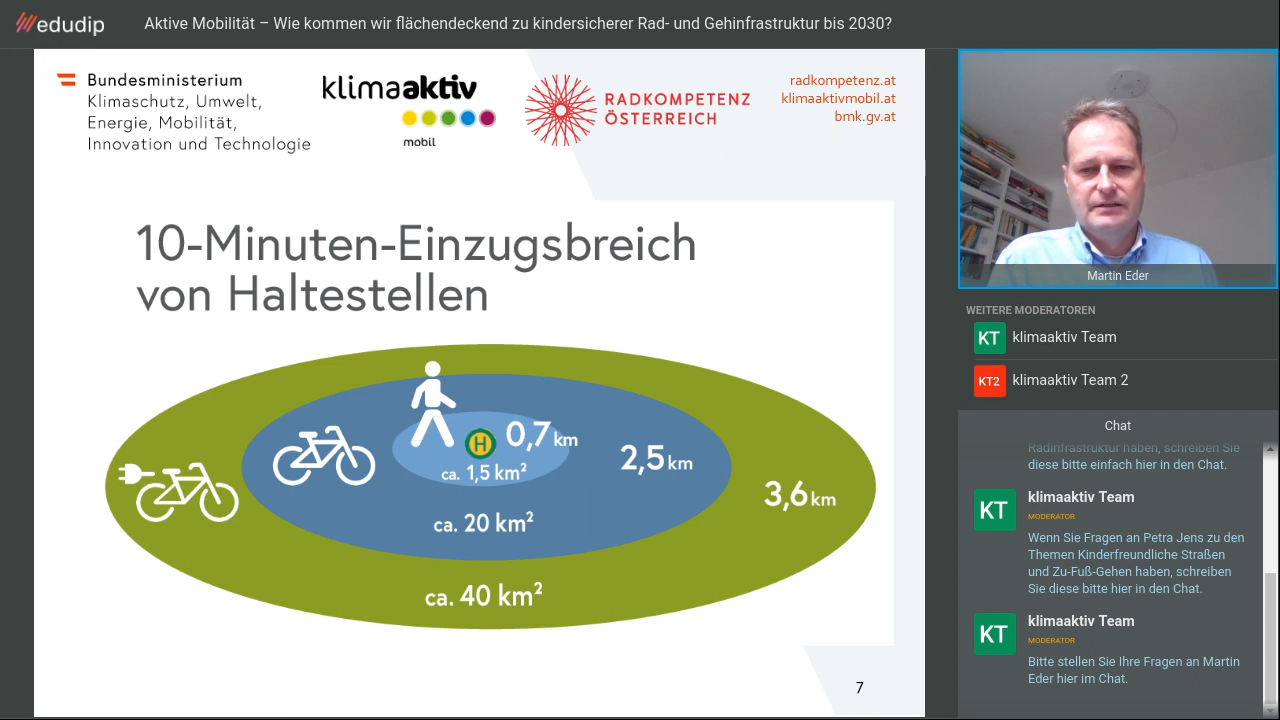 edudip
Aktive Mobilität – Wie kommen wir flächendeckend zu kindersicherer Rad- und Gehinfrastruktur bis 2030?
Bundesministerium
Klimaschutz, Umwelt,
Energie, Mobilität,
Innovation und Technologie
klimaaktiv
mobil
RADKOMPETENZ
ÖSTERREICH
radkompetenz.at
klimaaktivmobil.at
bmk.gv.at
10-Minuten-Einzugsbreich
von Haltestellen
H
0,7 km
ca. 1,5 km²
2,5 km
ca. 20 km²
3,6 km
ca. 40 km²
7
Martin Eder
WEITERE MODERATOREN
KT
klimaaktiv Team
KT2
klimaaktiv Team 2
Chat
Radinfrastruktur haben, schreiben Sie
diese bitte einfach hier in den Chat.
KT
klimaaktiv Team
MODERATOR
Wenn Sie Fragen an Petra Jens zu den
Themen Kinderfreundliche Straßen
und Zu-Fuß-Gehen haben, schreiben
Sie diese bitte hier in den Chat.
KT
klimaaktiv Team
MODERATOR
Bitte stellen Sie Ihre Fragen an Martin
Eder hier im Chat.